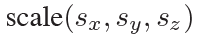 scale(s_x, s_y, s_z)